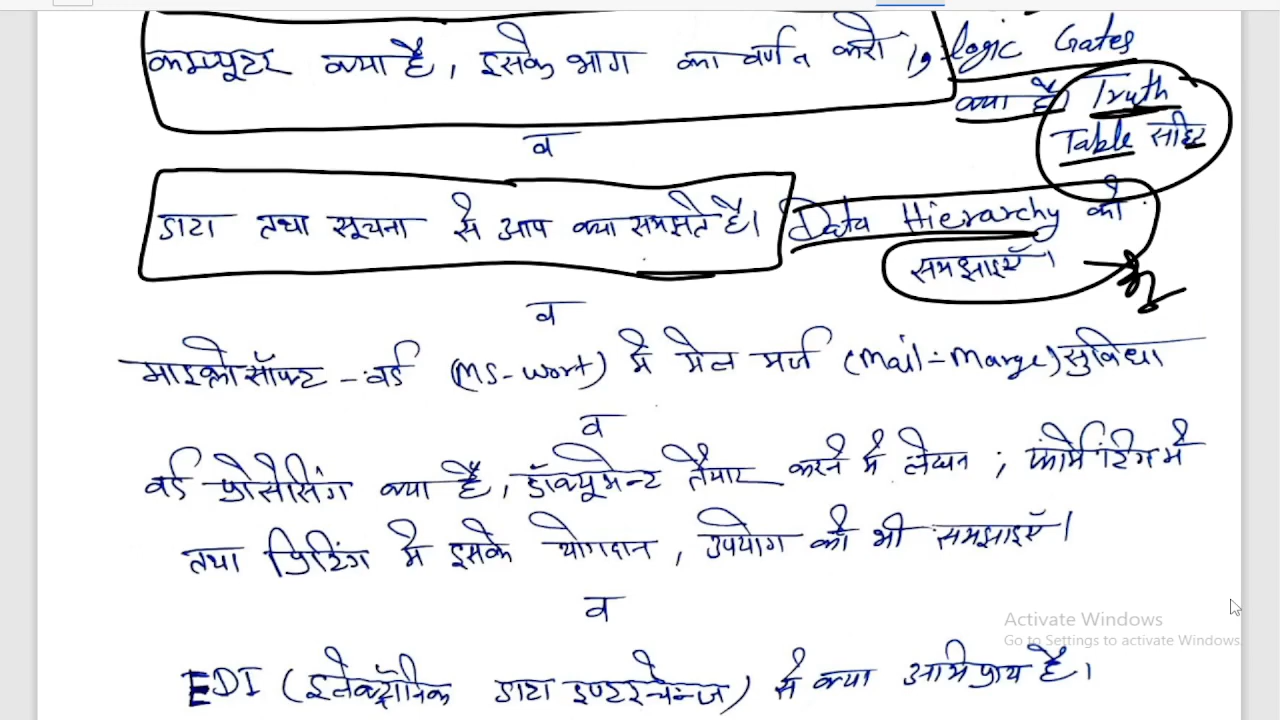 कम्प्यूटर क्या है, इसके भाग का वर्णन करो, Logic Gates
क्या है। Truth
Table सहित
व
डाटा तथा सूचना से आप क्या समझते है। Data Hierarchy को
समझाइएँ।
व
माइक्रोसॉफ्ट - वर्ड (MS-Wort) में मेल मर्ज (Mail-Marge) सुविधा
व
वर्ड प्रोसेसिंग क्या है, डॉक्यूमेन्ट तैयार करने में लेखन; फॉर्मेटिंग में
तथा प्रिंटिंग में इसके योगदान, उपयोग को भी समझाइएँ।
व
EDI (इलेक्ट्रॉनिक डाटा इण्टरचेन्ज) से क्या अभिप्राय है।
Activate Windows
Go to Settings to activate Windows.